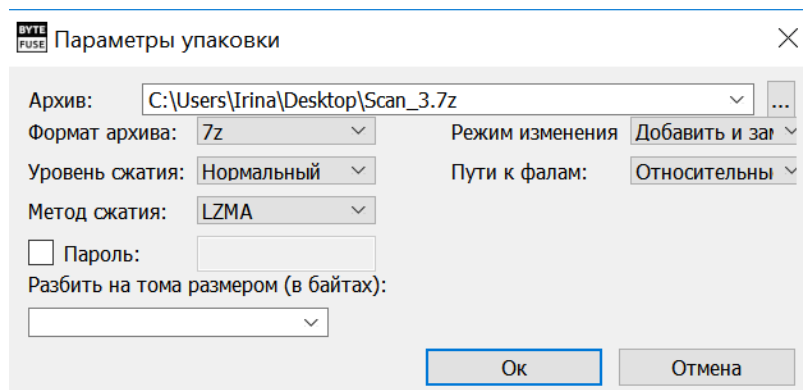 BYTE
FUSE
Параметры упаковки
Архив: C:\Users\Irina\Desktop\Scan_3.7z ...
Формат архива: 7z Режим изменения Добавить и зам
Уровень сжатия: Нормальный Пути к фалам: Относительны
Метод сжатия: LZMA
Пароль:
Разбить на тома размером (в байтах):
Ок Отмена